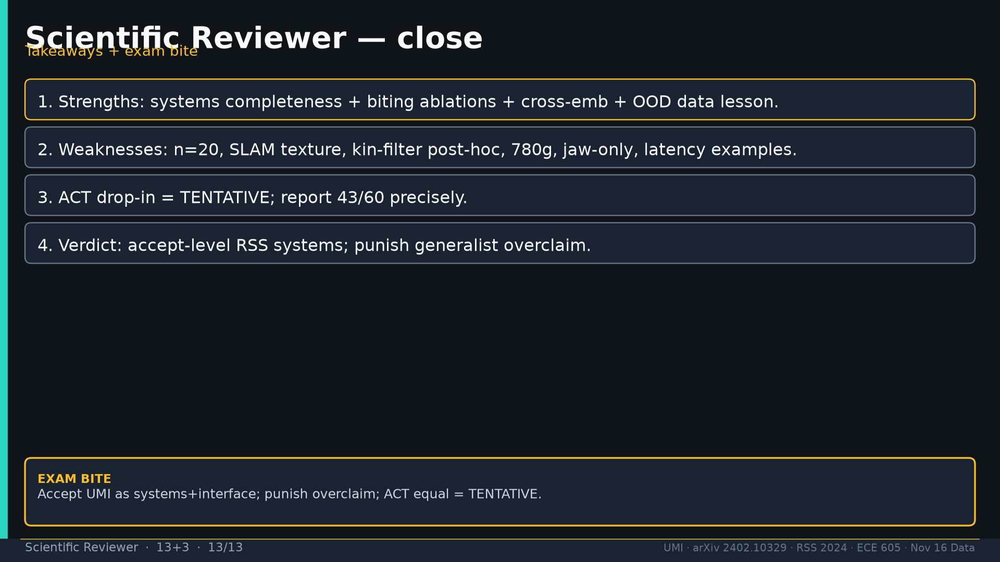 Scientific Reviewer — close
Takeaways + exam bite
1. Strengths: systems completeness + biting ablations + cross-emb + OOD data lesson.
2. Weaknesses: n=20, SLAM texture, kin-filter post-hoc, 780g, jaw-only, latency examples.
3. ACT drop-in = TENTATIVE; report 43/60 precisely.
4. Verdict: accept-level RSS systems; punish generalist overclaim.
EXAM BITE
Accept UMI as systems+interface; punish overclaim; ACT equal = TENTATIVE.
Scientific Reviewer · 13+3 · 13/13
UMI · arXiv 2402.10329 · RSS 2024 · ECE 605 · Nov 16 Data